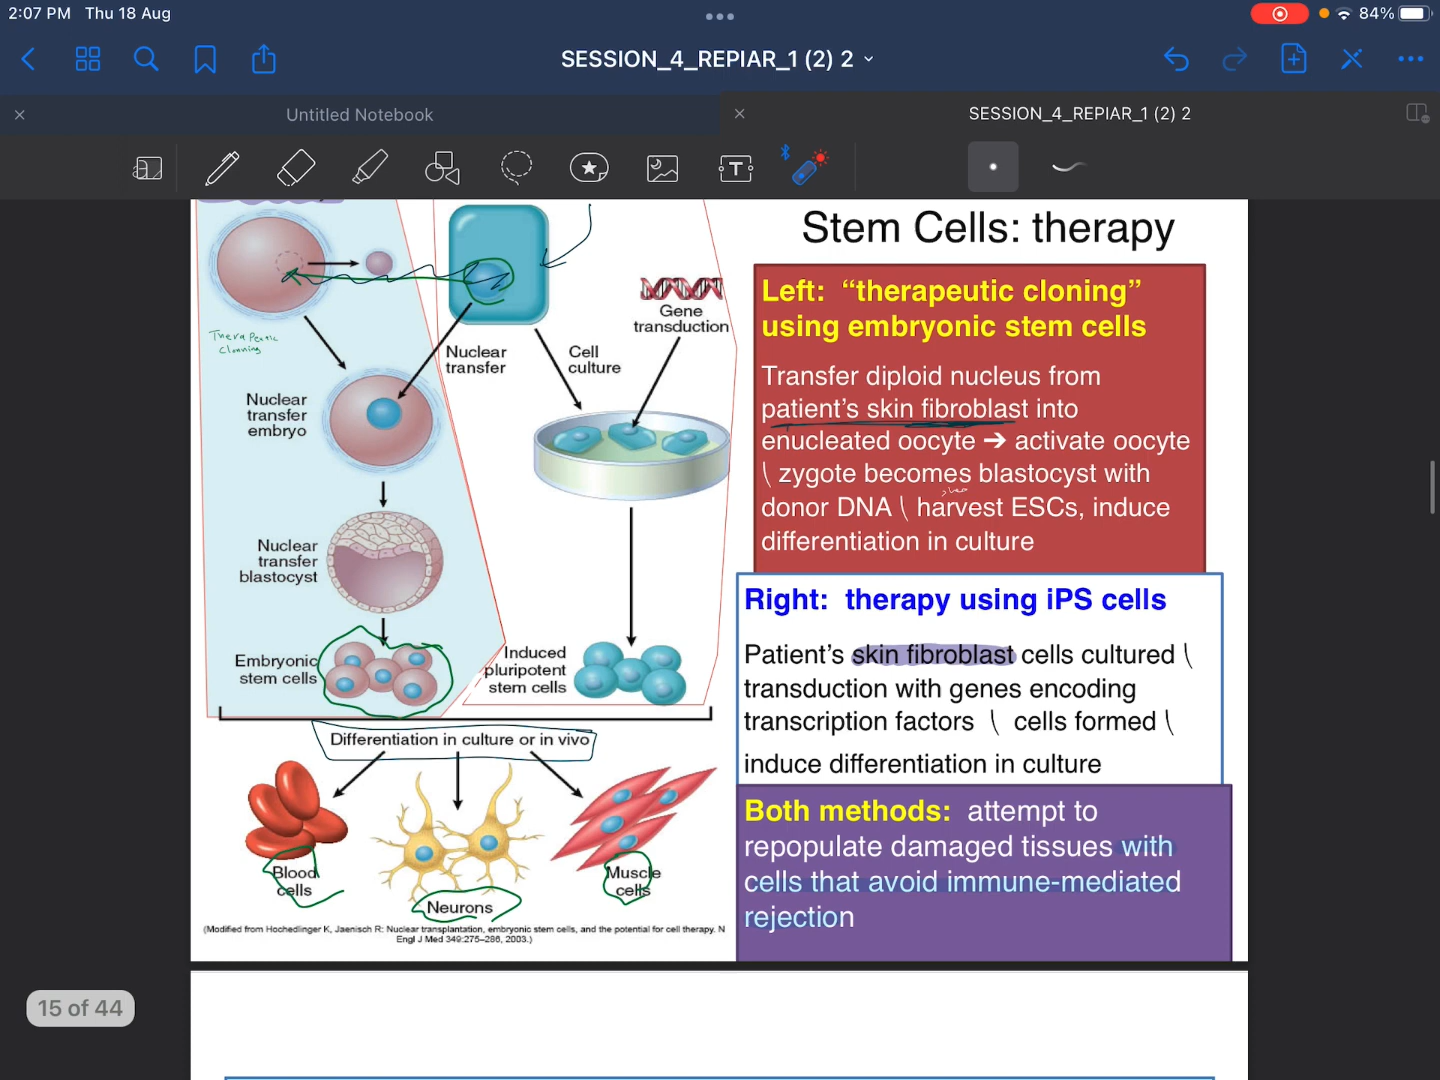 2:07 PM Thu 18 Aug
84%
SESSION_4_REPIAR_1 (2) 2
Untitled Notebook
SESSION_4_REPIAR_1 (2) 2
Stem Cells: therapy
Gene
transduction
Therapeutic
Clonning
Nuclear
transfer
Cell
culture
Nuclear
transfer
embryo
Nuclear
transfer
blastocyst
Embryonic
stem cells
Induced
pluripotent
stem cells
Differentiation in culture or in vivo
Blood
cells
Neurons
Muscle
cells
(Modified from Hochedlinger K, Jaenisch R: Nuclear transplantation, embryonic stem cells, and the potential for cell therapy. N
Engl J Med 349:275–286, 2003.)
Left: “therapeutic cloning”
using embryonic stem cells
Transfer diploid nucleus from
patient’s skin fibroblast into
enucleated oocyte ➔ activate oocyte
\ zygote becomes blastocyst with
donor DNA \ harvest ESCs, induce
differentiation in culture
Right: therapy using iPS cells
Patient’s skin fibroblast cells cultured \
transduction with genes encoding
transcription factors \ cells formed \
induce differentiation in culture
Both methods: attempt to
repopulate damaged tissues with
cells that avoid immune-mediated
rejection
15 of 44